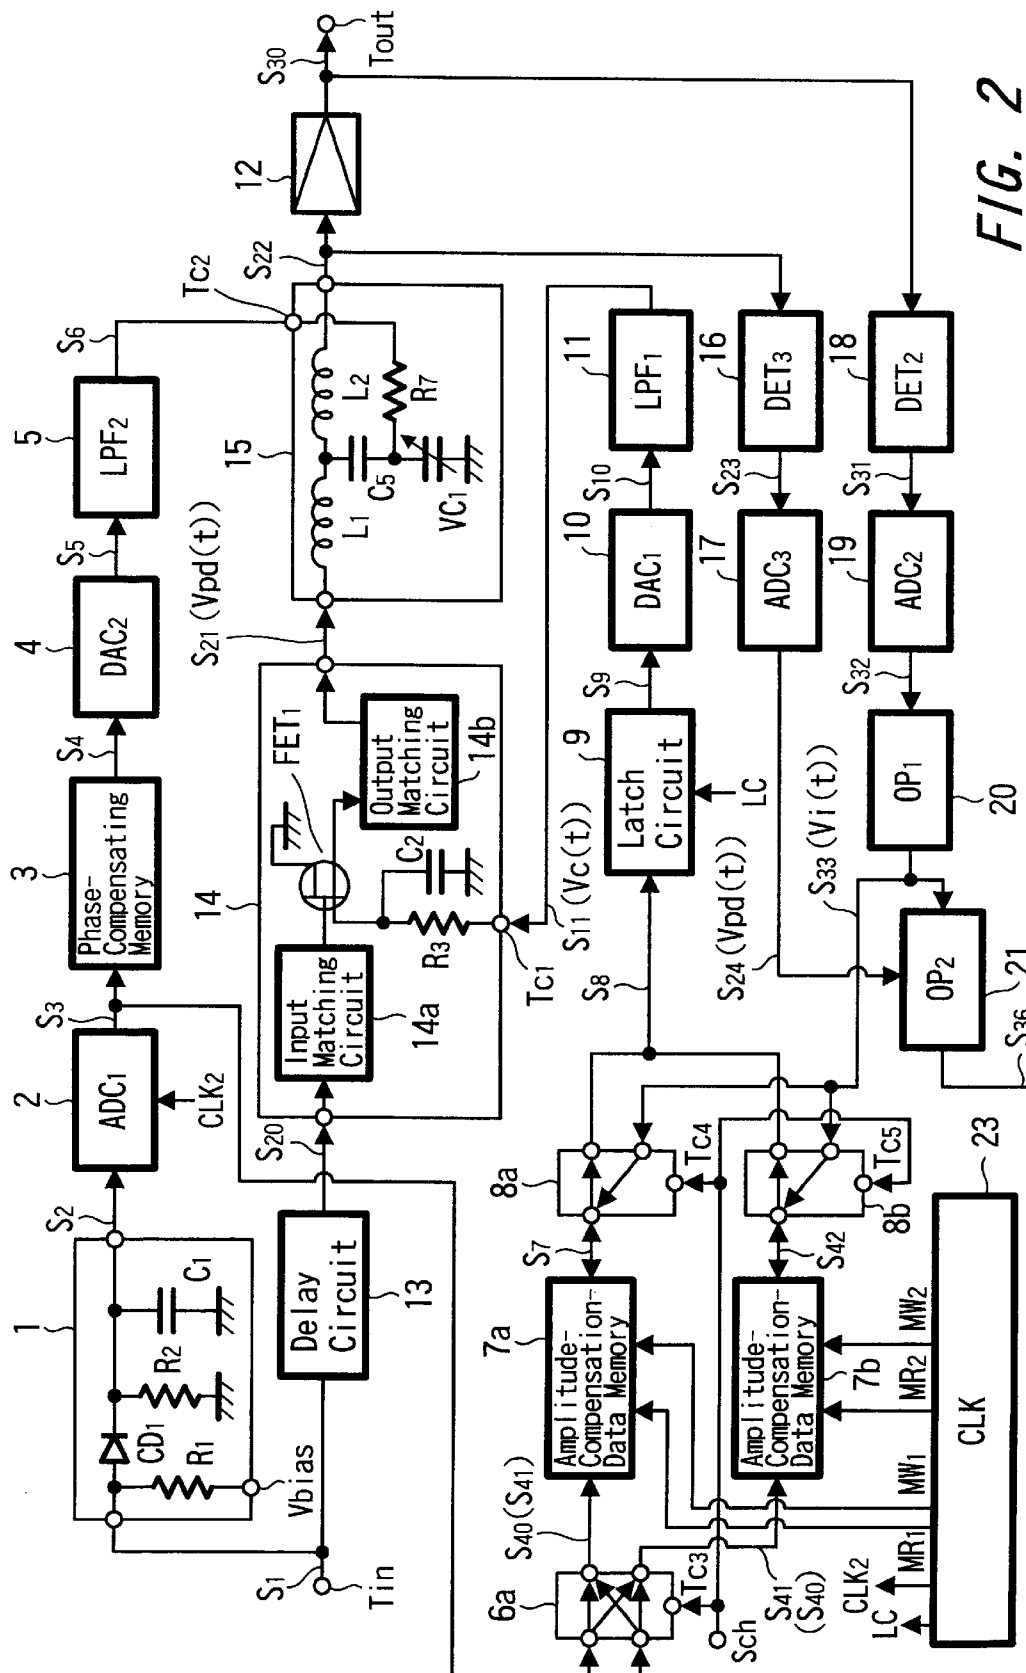 FIG. 2
S1
Tin
1
Vbias
R1
CD1
R2
C1
S2
2
ADC1
CLK2
S3
3
Phase-
Compensating
Memory
S4
4
DAC2
S5
5
LPF2
S6
Tc2
Delay
Circuit
13
S20
14
Input
Matching
Circuit
14a
FET1
R3
C2
Tc1
Output
Matching
Circuit
14b
S21(Vpd(t))
15
L1
L2
C5
R7
VC1
S22
12
S30
Tout
6a
Tc3
Sch
S40(S41)
S41
(S40)
7a
Amplitude-
Compensation-
Data Memory
S7
8a
Tc4
Amplitude-
Compensation-
Data Memory
7b
S42
8b
Tc5
S8
9
Latch
Circuit
LC
S9
10
DAC1
S10
11
LPF1
S11(Vc(t))
16
DET3
S23
17
ADC3
S24(Vpd(t))
18
DET2
S31
19
ADC2
S32
OP1
20
S33(Vi(t))
OP2
21
S36
LC
CLK2
MR1
MW1
MR2
MW2
CLK
23